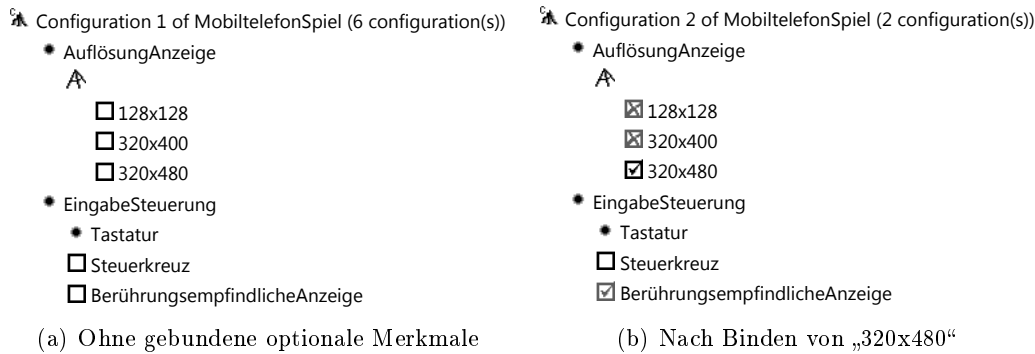 Configuration 1 of MobiltelefonSpiel (6 configuration(s))
AuflösungAnzeige
128x128
320x400
320x480
EingabeSteuerung
Tastatur
Steuerkreuz
BerührungsempfindlicheAnzeige
(a) Ohne gebundene optionale Merkmale
Configuration 2 of MobiltelefonSpiel (2 configuration(s))
AuflösungAnzeige
128x128
320x400
320x480
EingabeSteuerung
Tastatur
Steuerkreuz
BerührungsempfindlicheAnzeige
(b) Nach Binden von „320x480“